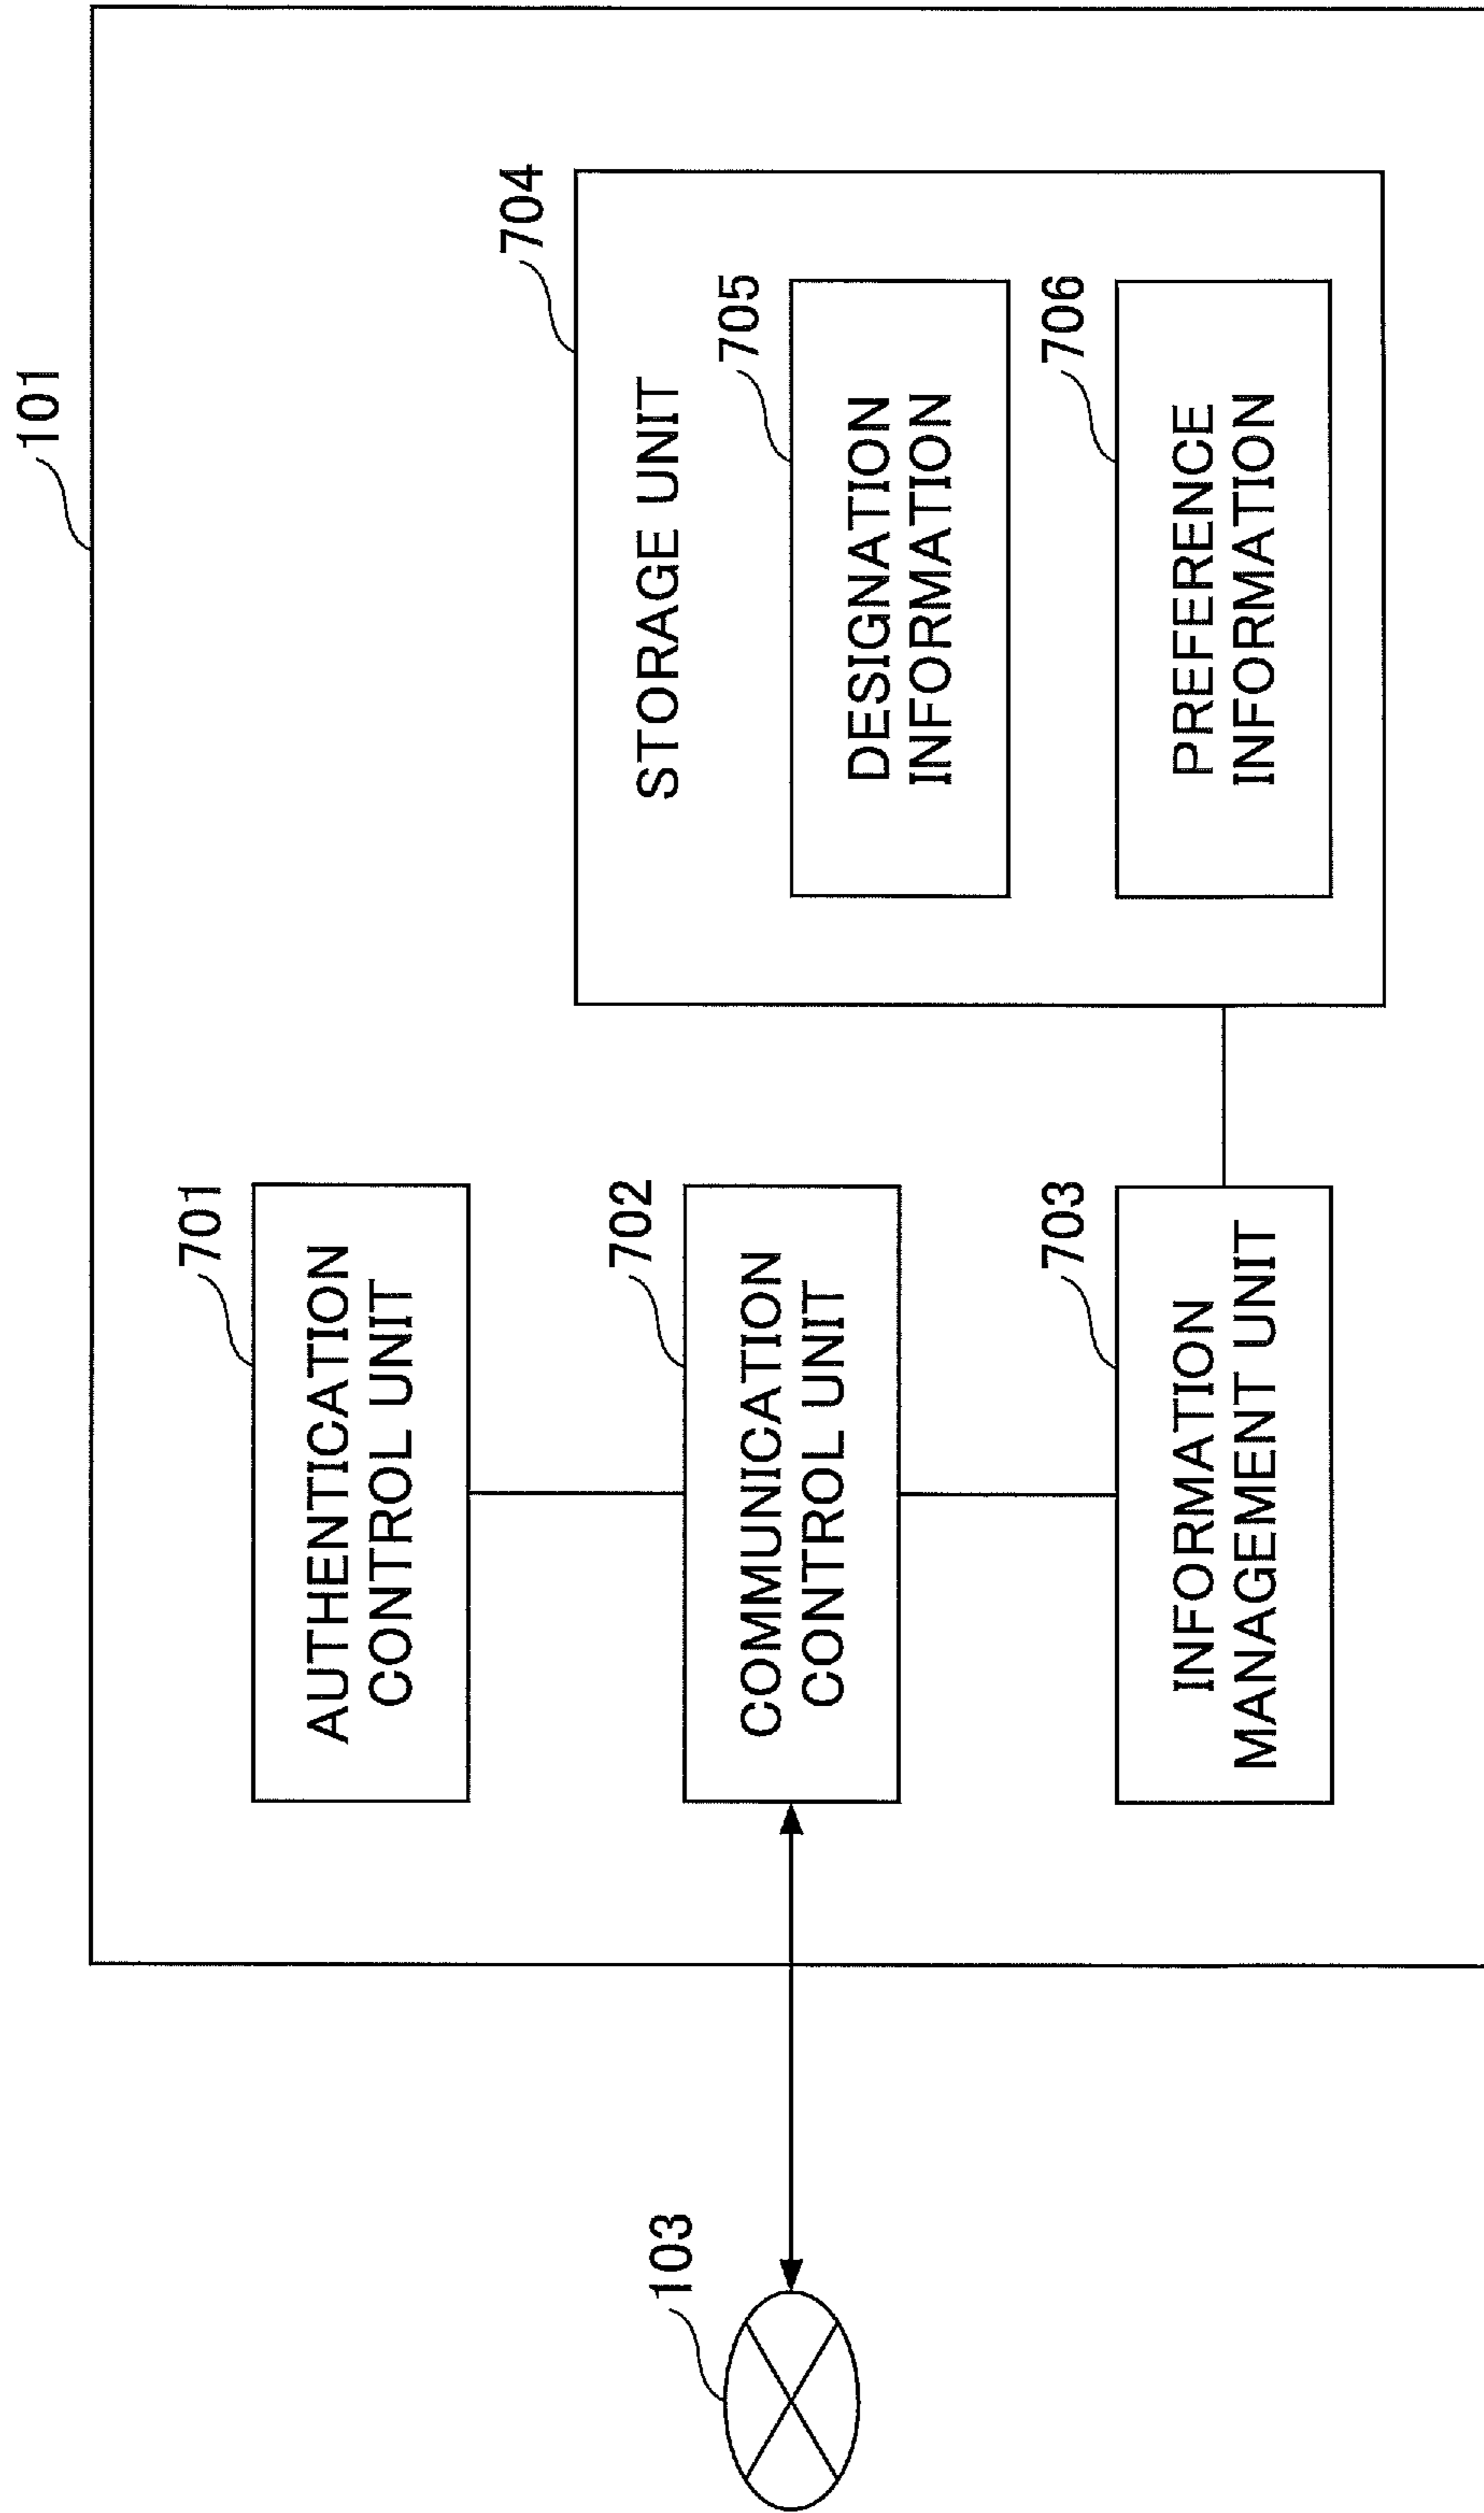 101
701
AUTHENTICATION
CONTROL UNIT
704
STORAGE UNIT
103
702
COMMUNICATION
CONTROL UNIT
705
DESIGNATION
INFORMATION
703
INFORMATION
MANAGEMENT UNIT
706
PREFERENCE
INFORMATION